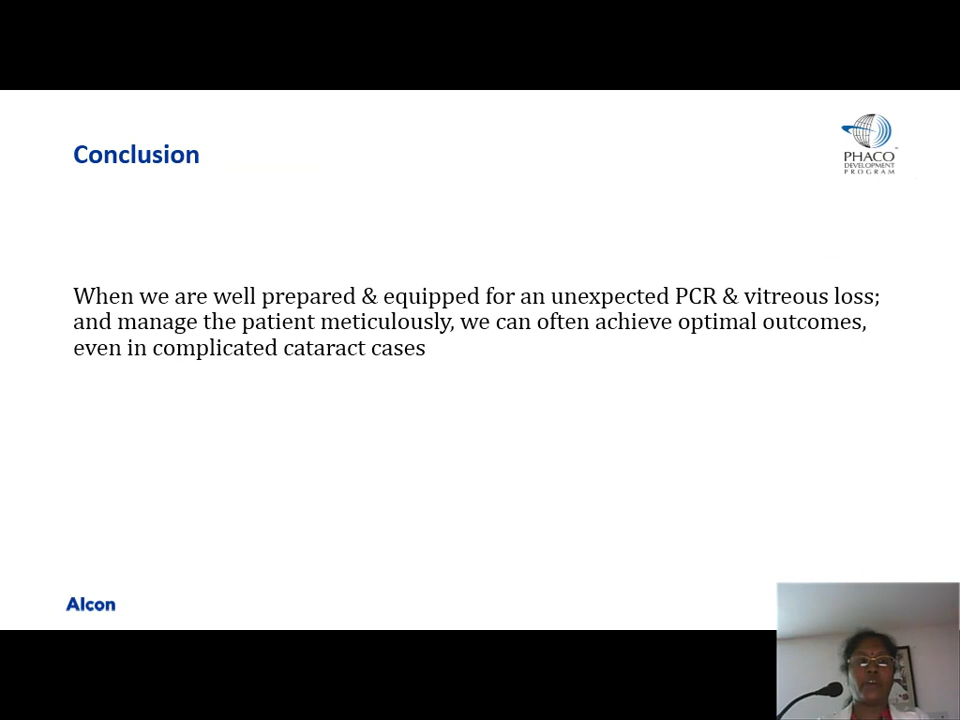 Conclusion
PHACO
DEVELOPMENT
PROGRAM
When we are well prepared & equipped for an unexpected PCR & vitreous loss;
and manage the patient meticulously, we can often achieve optimal outcomes,
even in complicated cataract cases
Alcon